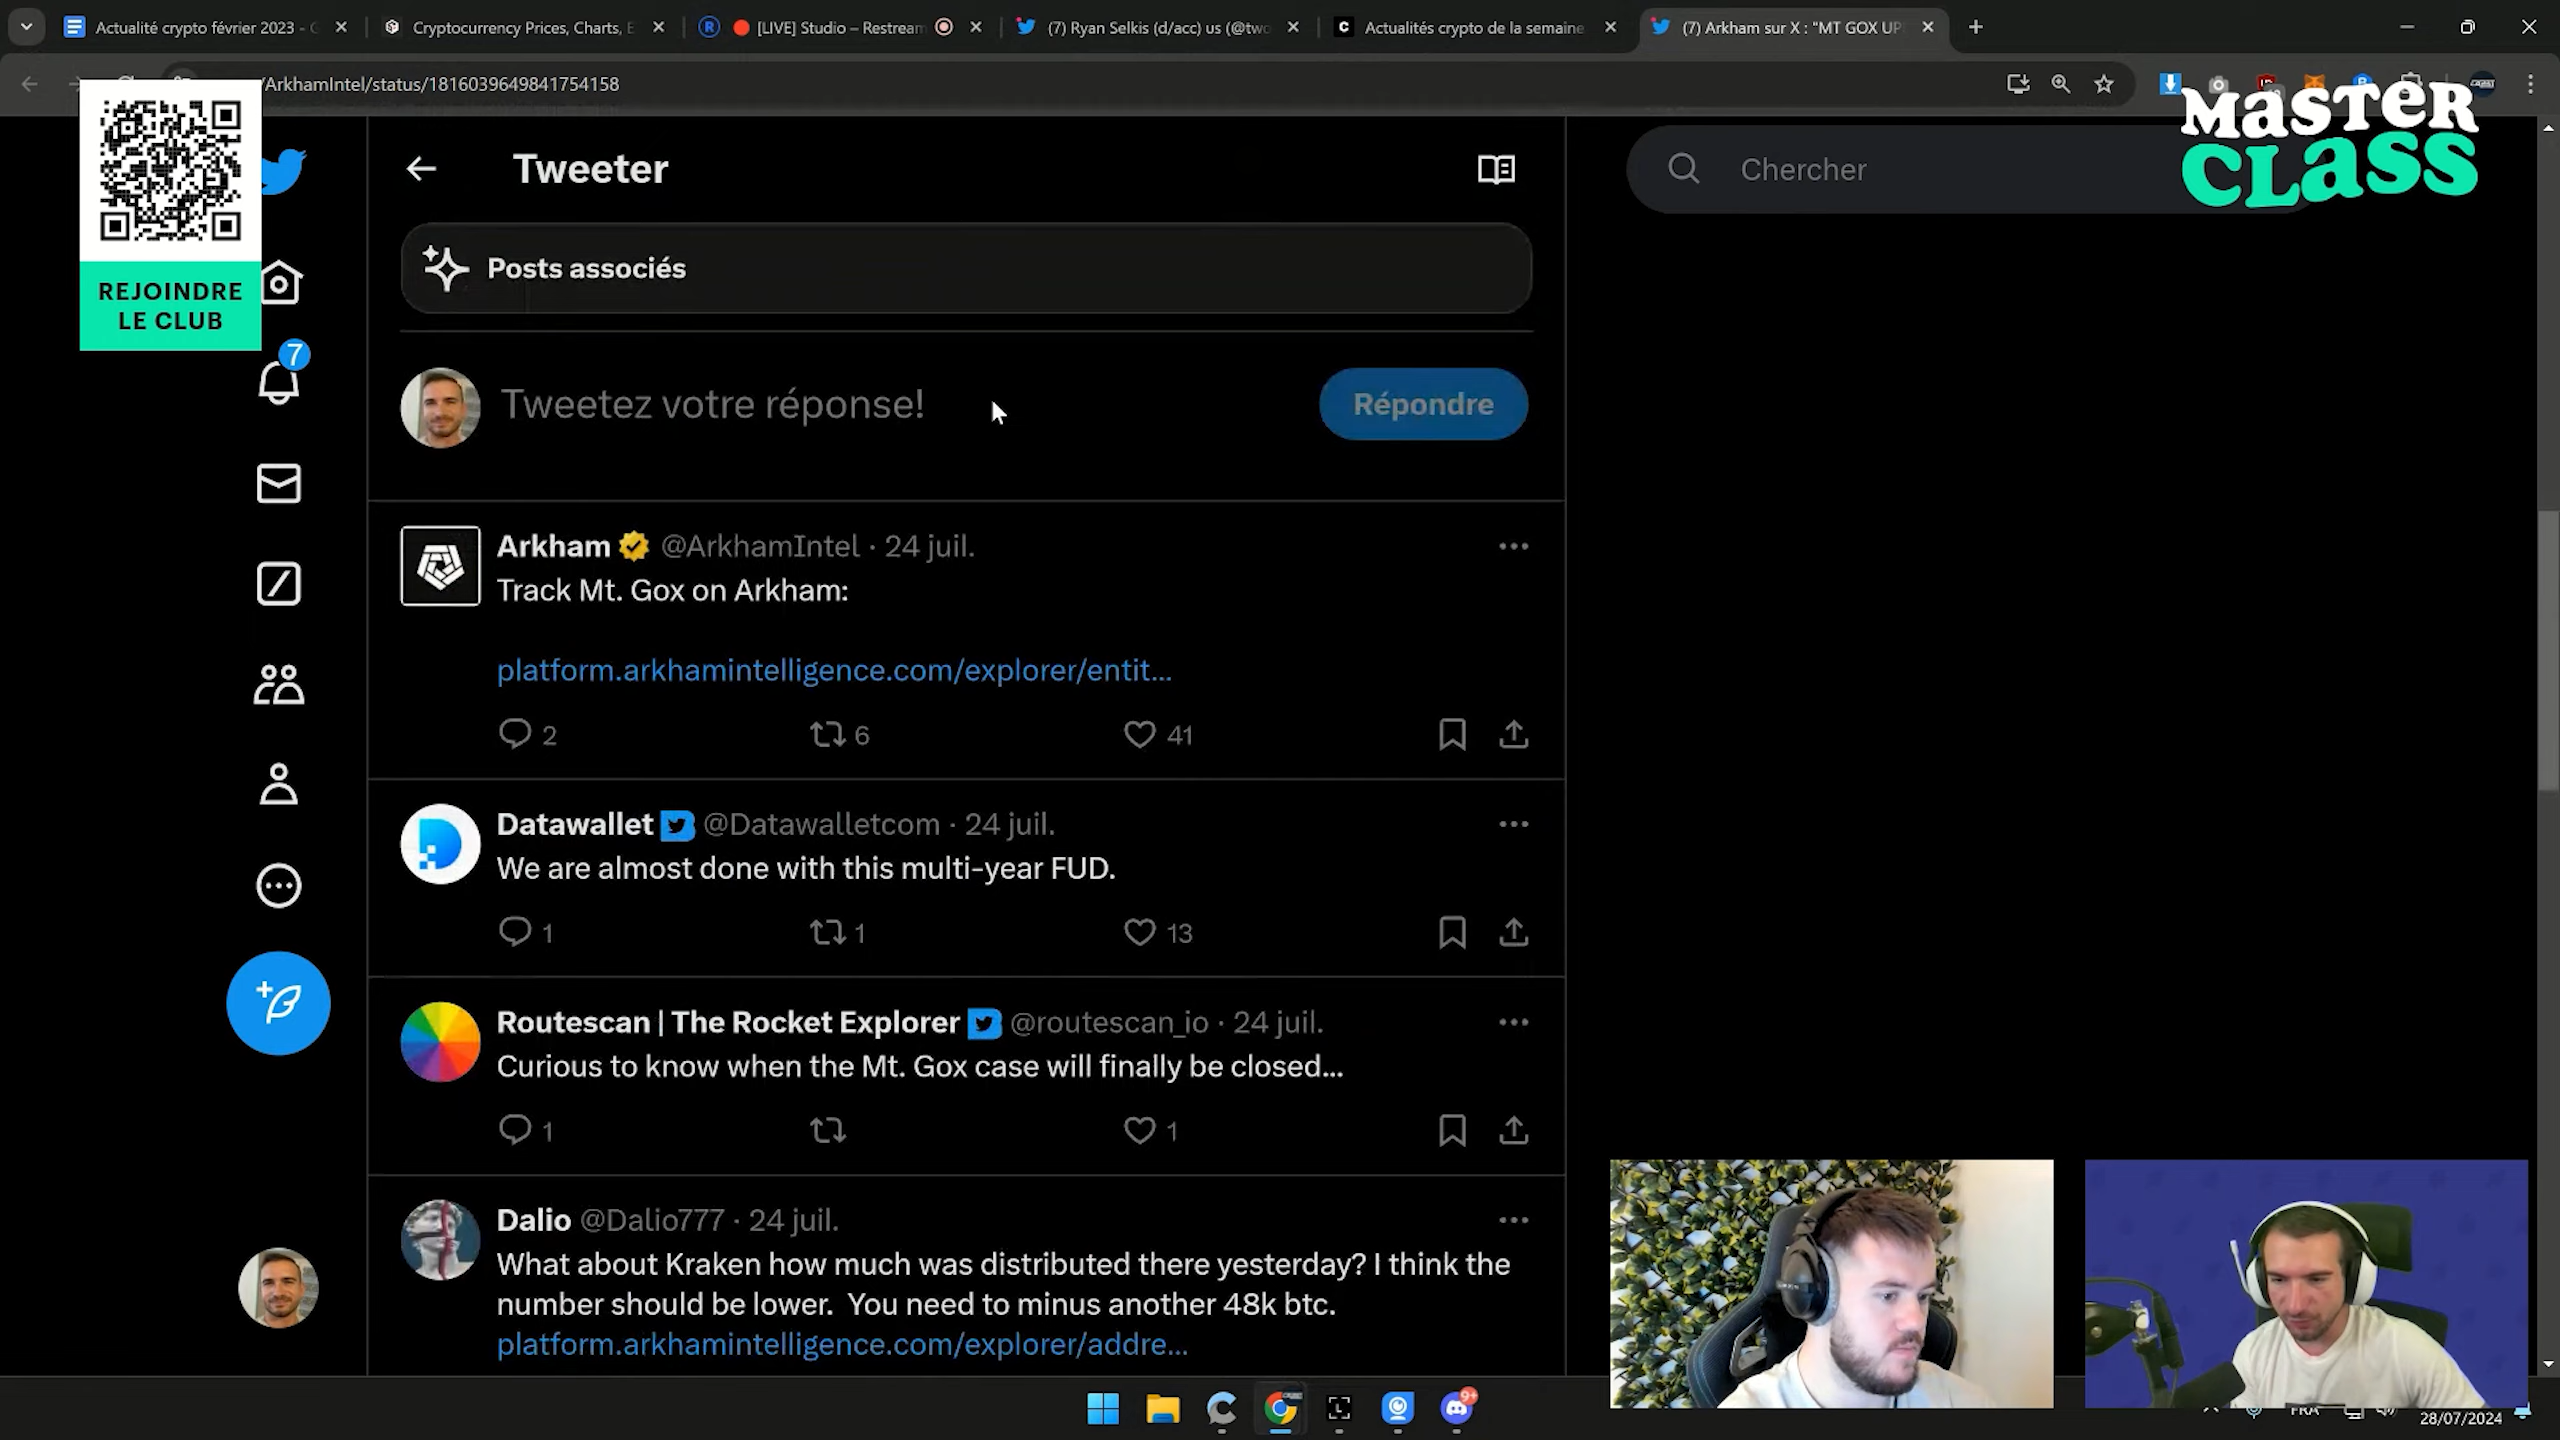 Actualité crypto février 2023 - G
Cryptocurrency Prices, Charts, E
[LIVE] Studio – Restream
(7) Ryan Selkis (d/acc) us (@two
Actualités crypto de la semaine
(7) Arkham sur X : "MT GOX UP
/ArkhamIntel/status/1816039649841754158
MASTER
CLASS
REJOINDRE
LE CLUB
Tweeter
Chercher
Posts associés
7
Tweetez votre réponse!
Répondre
Arkham @ArkhamIntel · 24 juil.
Track Mt. Gox on Arkham:
platform.arkhamintelligence.com/explorer/entit...
2 6 41
Datawallet @Datawalletcom · 24 juil.
We are almost done with this multi-year FUD.
1 1 13
Routescan | The Rocket Explorer @routescan_io · 24 juil.
Curious to know when the Mt. Gox case will finally be closed...
1 1
Dalio @Dalio777 · 24 juil.
What about Kraken how much was distributed there yesterday? I think the
number should be lower. You need to minus another 48k btc.
platform.arkhamintelligence.com/explorer/addre...
9+
FRA
28/07/2024